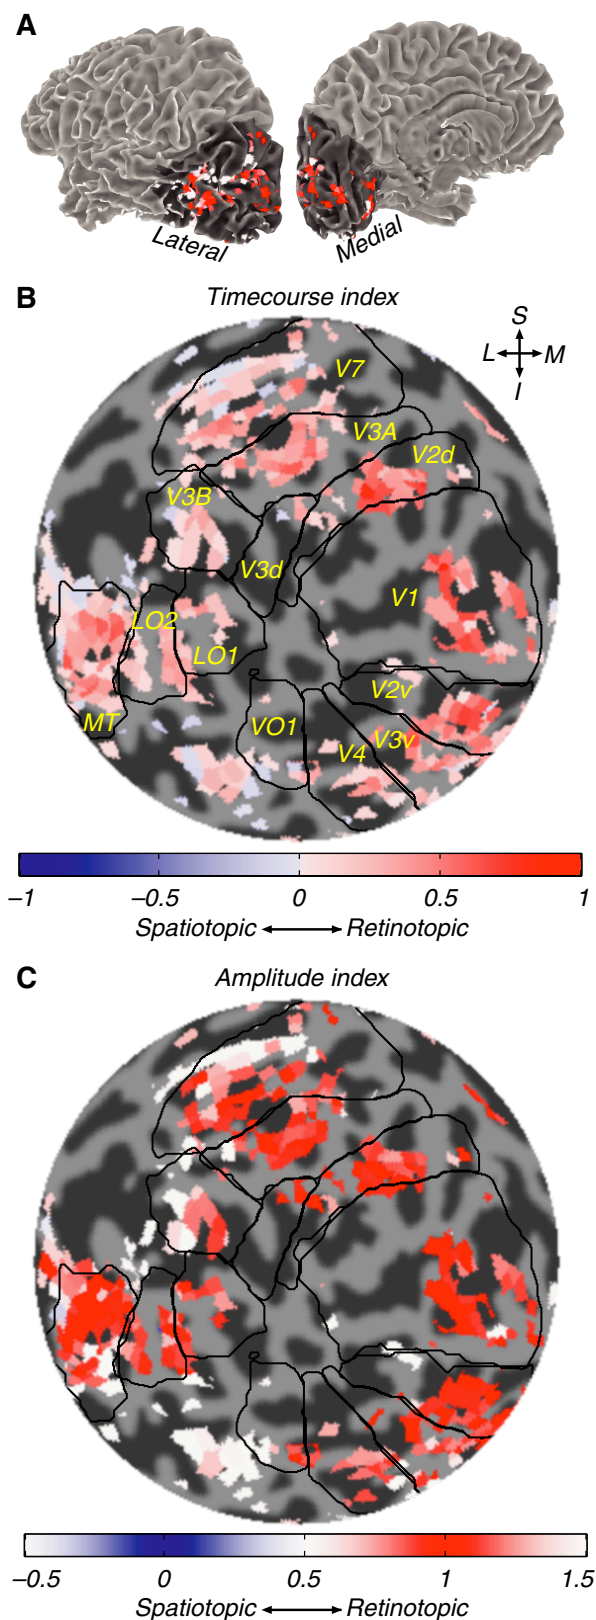 A
Lateral
Medial
B
Timecourse index
S
L M
I
V7
V3A
V2d
V3B
V3d
V1
LO2
LO1
V2v
MT
VO1
V3v
V4
−1 −0.5 0 0.5 1
Spatiotopic Retinotopic
C
Amplitude index
−0.5 0 0.5 1 1.5
Spatiotopic Retinotopic